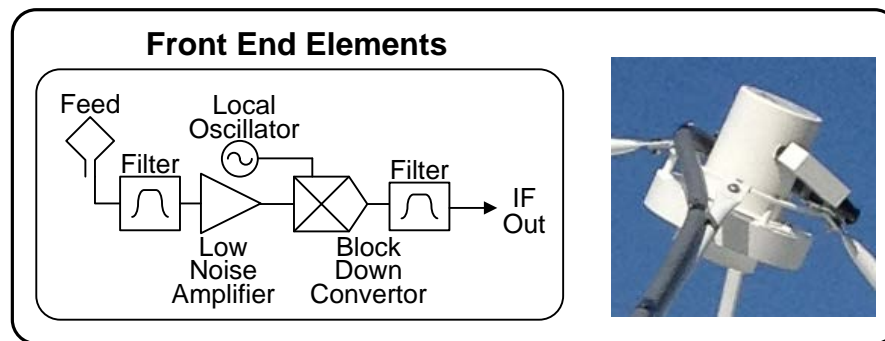 Front End Elements
Feed
Local
Oscillator
Filter
Filter
IF
Out
Low
Noise
Amplifier
Block
Down
Convertor